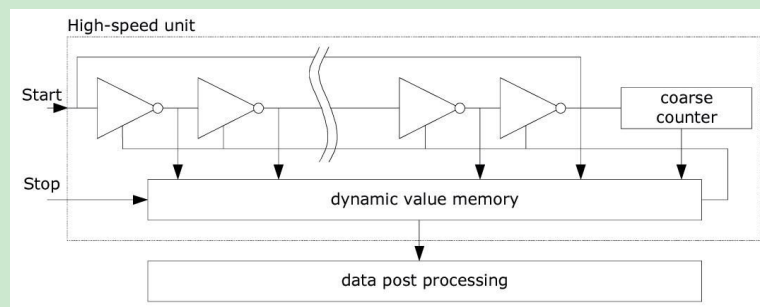 High-speed unit
Start
coarse
counter
Stop
dynamic value memory
data post processing